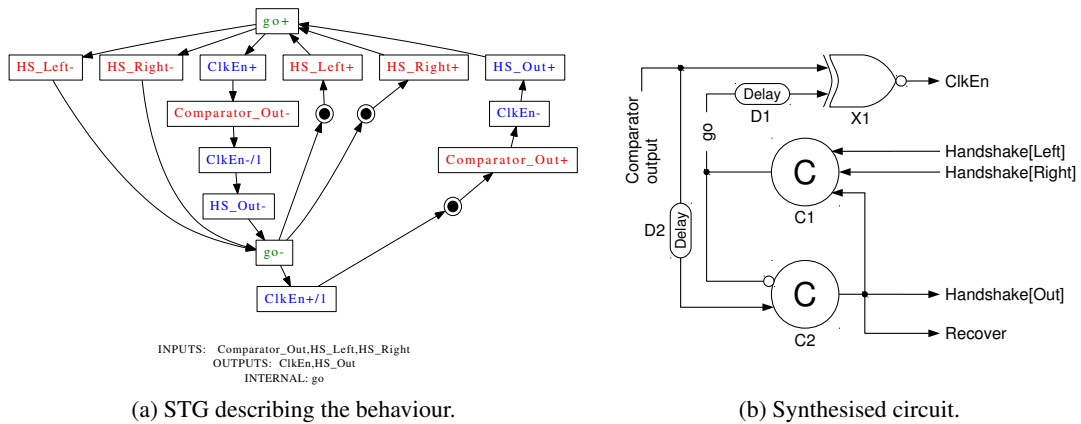 go+
HS_Left-
HS_Right-
ClkEn+
HS_Left+
HS_Right+
HS_Out+
Comparator_Out-
ClkEn-
ClkEn-/1
Comparator_Out+
HS_Out-
go-
ClkEn+/1
INPUTS: Comparator_Out,HS_Left,HS_Right
OUTPUTS: ClkEn,HS_Out
INTERNAL: go
(a) STG describing the behaviour.
Comparator
output
go
Delay
D1
X1
ClkEn
C
C1
Handshake[Left]
Handshake[Right]
D2
Delay
C
C2
Handshake[Out]
Recover
(b) Synthesised circuit.